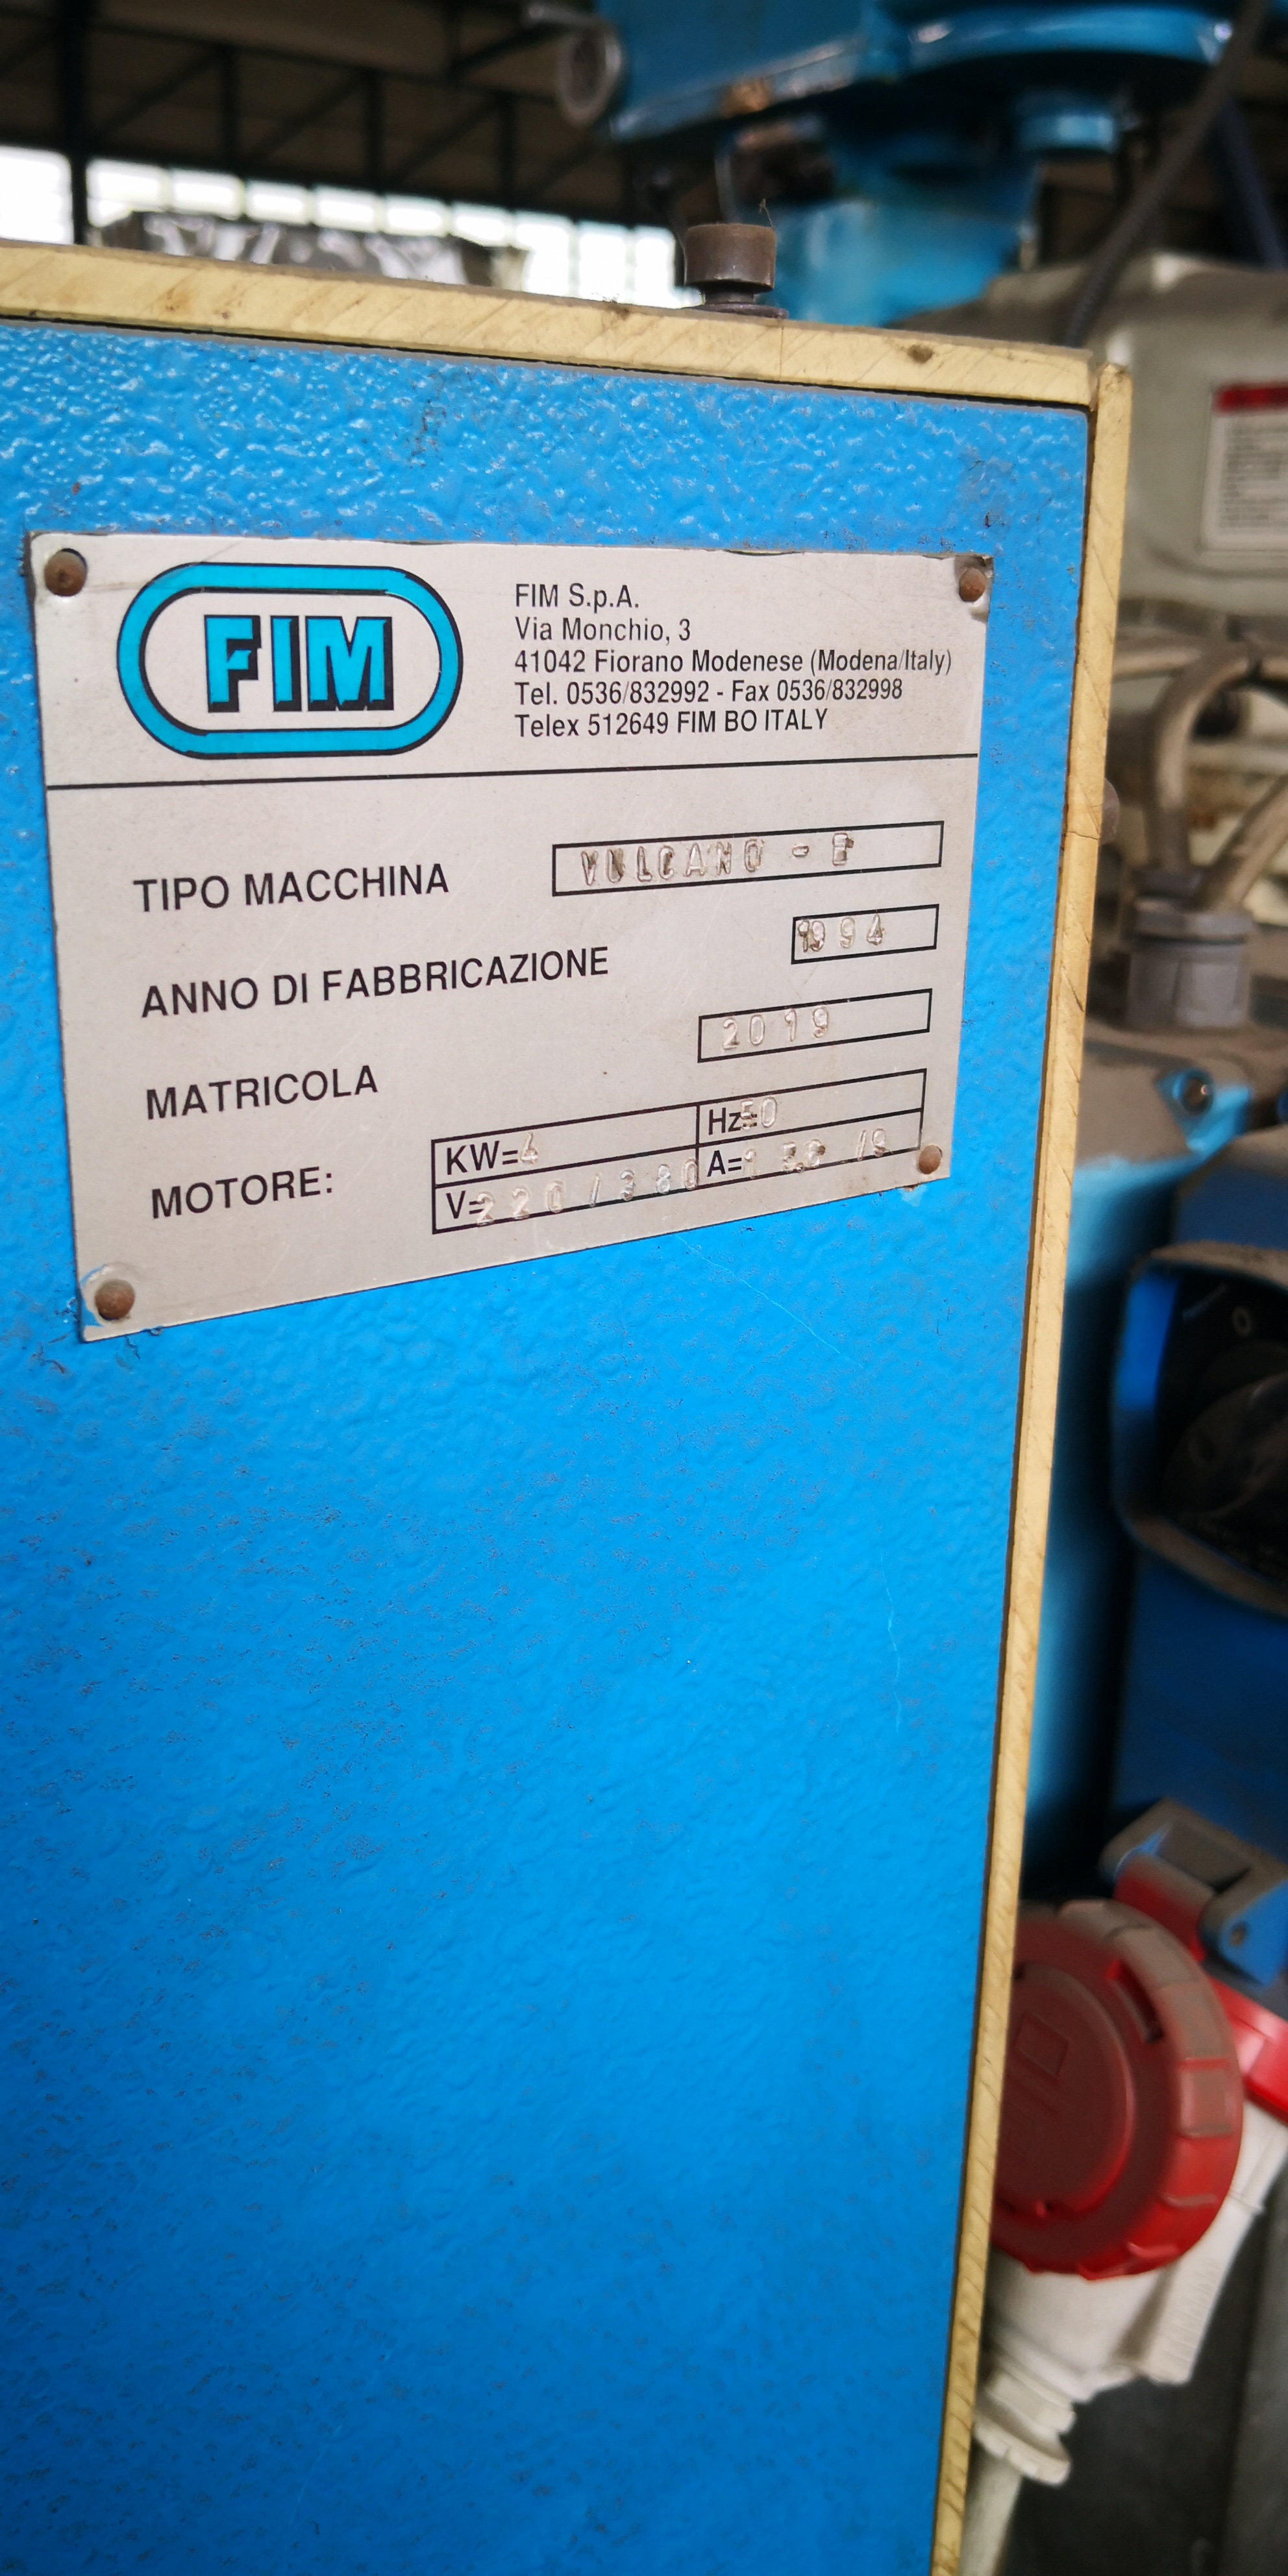 FIM
FIM S.p.A.
Via Monchio, 3
41042 Fiorano Modenese (Modena/Italy)
Tel. 0536/832992 - Fax 0536/832998
Telex 512649 FIM BO ITALY
TIPO MACCHINA VULCANO -
ANNO DI FABBRICAZIONE 1994
MATRICOLA 2019
MOTORE: KW=4 Hz=50
V=220/380 A=